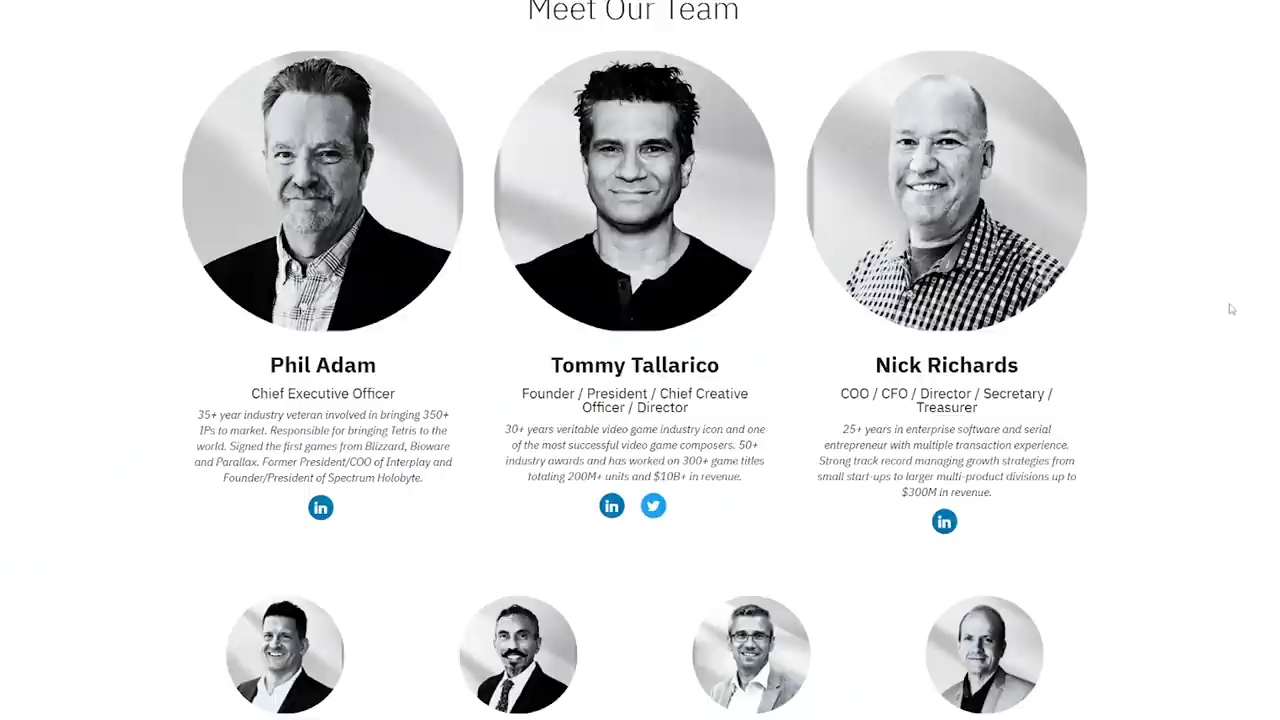 Meet Our Team
Phil Adam
Chief Executive Officer
35+ year industry veteran involved in bringing 350+
IPs to market. Responsible for bringing Tetris to the
world. Signed the first games from Blizzard, Bioware
and Parallax. Former President/COO of Interplay and
Founder/President of Spectrum Holobyte.
in
Tommy Tallarico
Founder / President / Chief Creative
Officer / Director
30+ years veritable video game industry icon and one
of the most successful video game composers. 50+
industry awards and has worked on 300+ game titles
totaling 200M+ units and $10B+ in revenue.
in
Nick Richards
COO / CFO / Director / Secretary /
Treasurer
25+ years in enterprise software and serial
entrepreneur with multiple transaction experience.
Strong track record managing growth strategies from
small start-ups to larger multi-product divisions up to
$300M in revenue.
in